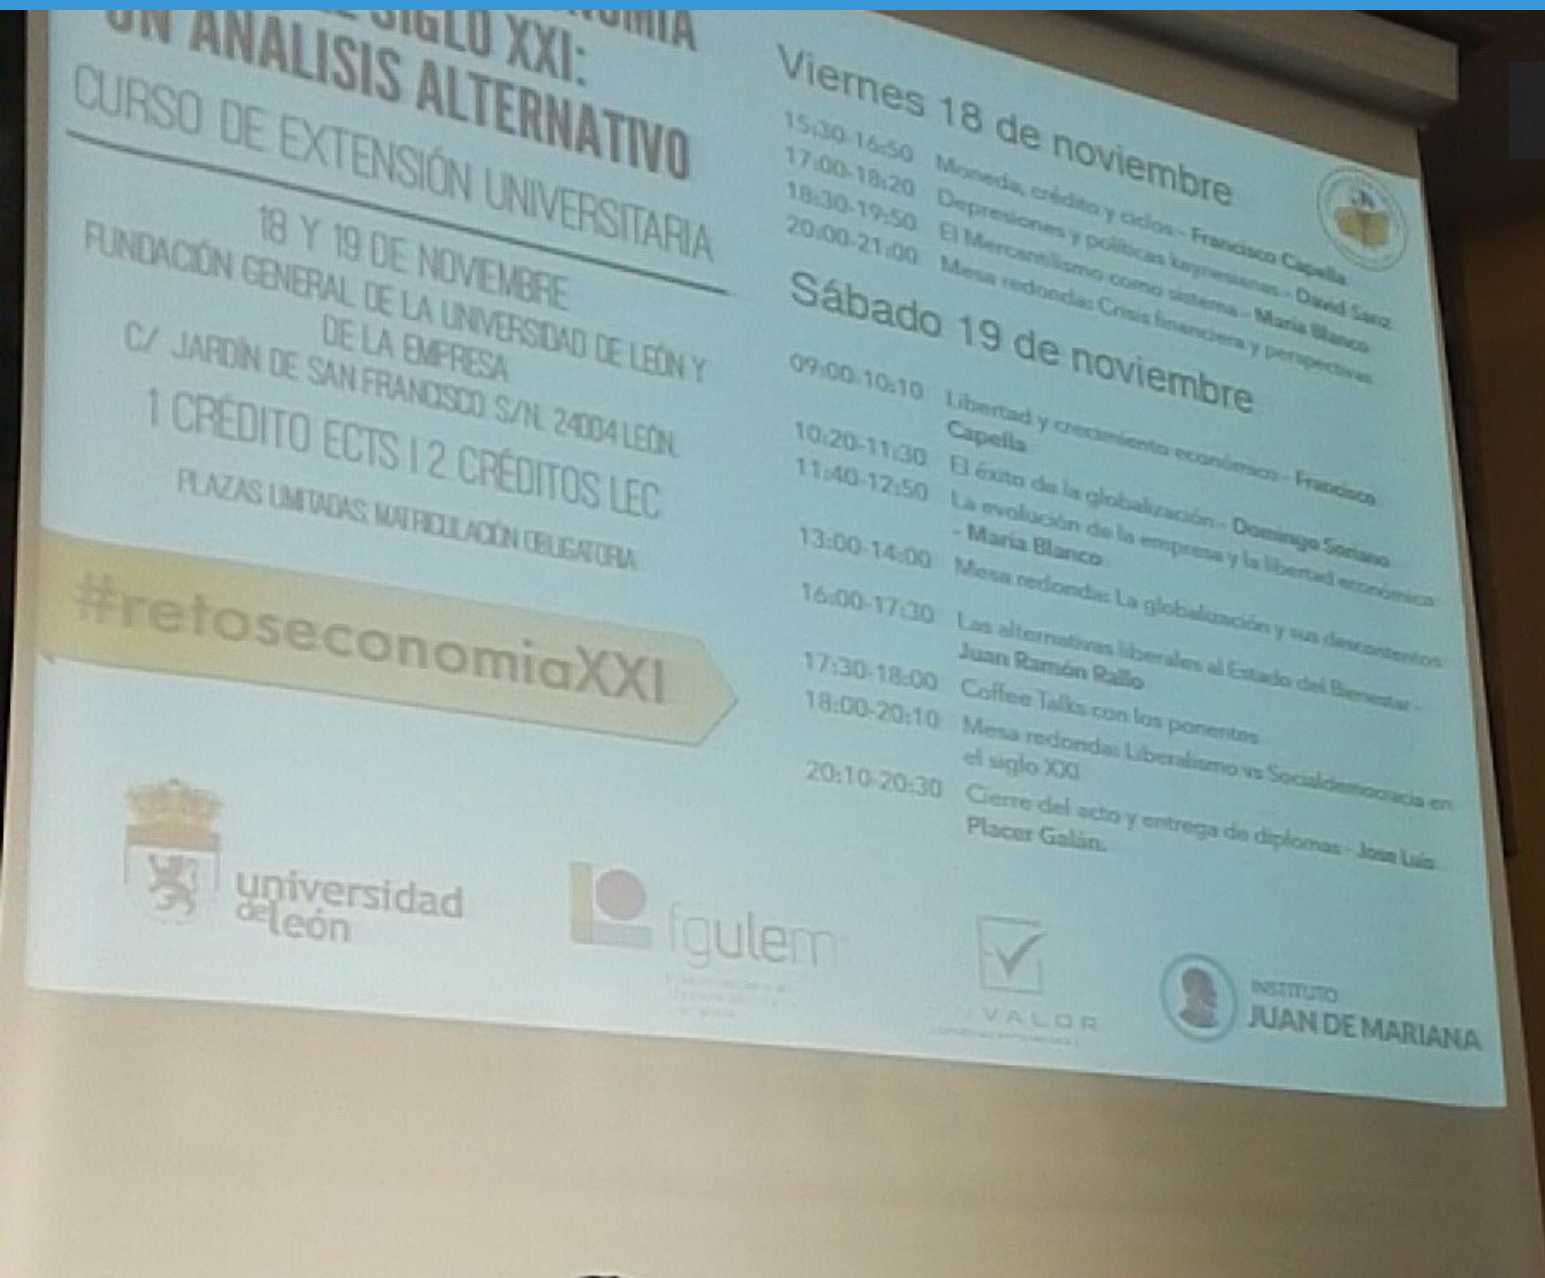 SIGLO XXI:
UN ANÁLISIS ALTERNATIVO
CURSO DE EXTENSIÓN UNIVERSITARIA
18 Y 19 DE NOVIEMBRE
FUNDACIÓN GENERAL DE LA UNIVERSIDAD DE LEÓN Y
DE LA EMPRESA
C/ JARDÍN DE SAN FRANCISCO S/N. 24004 LEÓN.
1 CRÉDITO ECTS | 2 CRÉDITOS LEC
PLAZAS LIMITADAS, MATRICULACIÓN OBLIGATORIA
#retoseconomiaXXI
Viernes 18 de noviembre
15:30-16:50 Moneda, crédito y ciclos - Francisco Capella
17:00-18:20 Depresiones y políticas keynesianas - David Sanz
18:30-19:50 El Mercantilismo como sistema - María Blanco
20:00-21:00 Mesa redonda: Crisis financiera y perspectivas
Sábado 19 de noviembre
09:00-10:10 Libertad y crecimiento económico - Francisco
Capella
10:20-11:30 El éxito de la globalización - Domingo Soriano
11:40-12:50 La evolución de la empresa y la libertad económica
- María Blanco
13:00-14:00 Mesa redonda: La globalización y sus descontentos
16:00-17:30 Las alternativas liberales al Estado del Bienestar -
Juan Ramón Rallo
17:30-18:00 Coffee Talks con los ponentes
18:00-20:10 Mesa redonda: Liberalismo vs Socialdemocracia en
el siglo XXI
20:10-20:30 Cierre del acto y entrega de diplomas - Jose Luis
Placer Galán.
universidad
de león
fgulem
VALOR
INSTITUTO
JUAN DE MARIANA